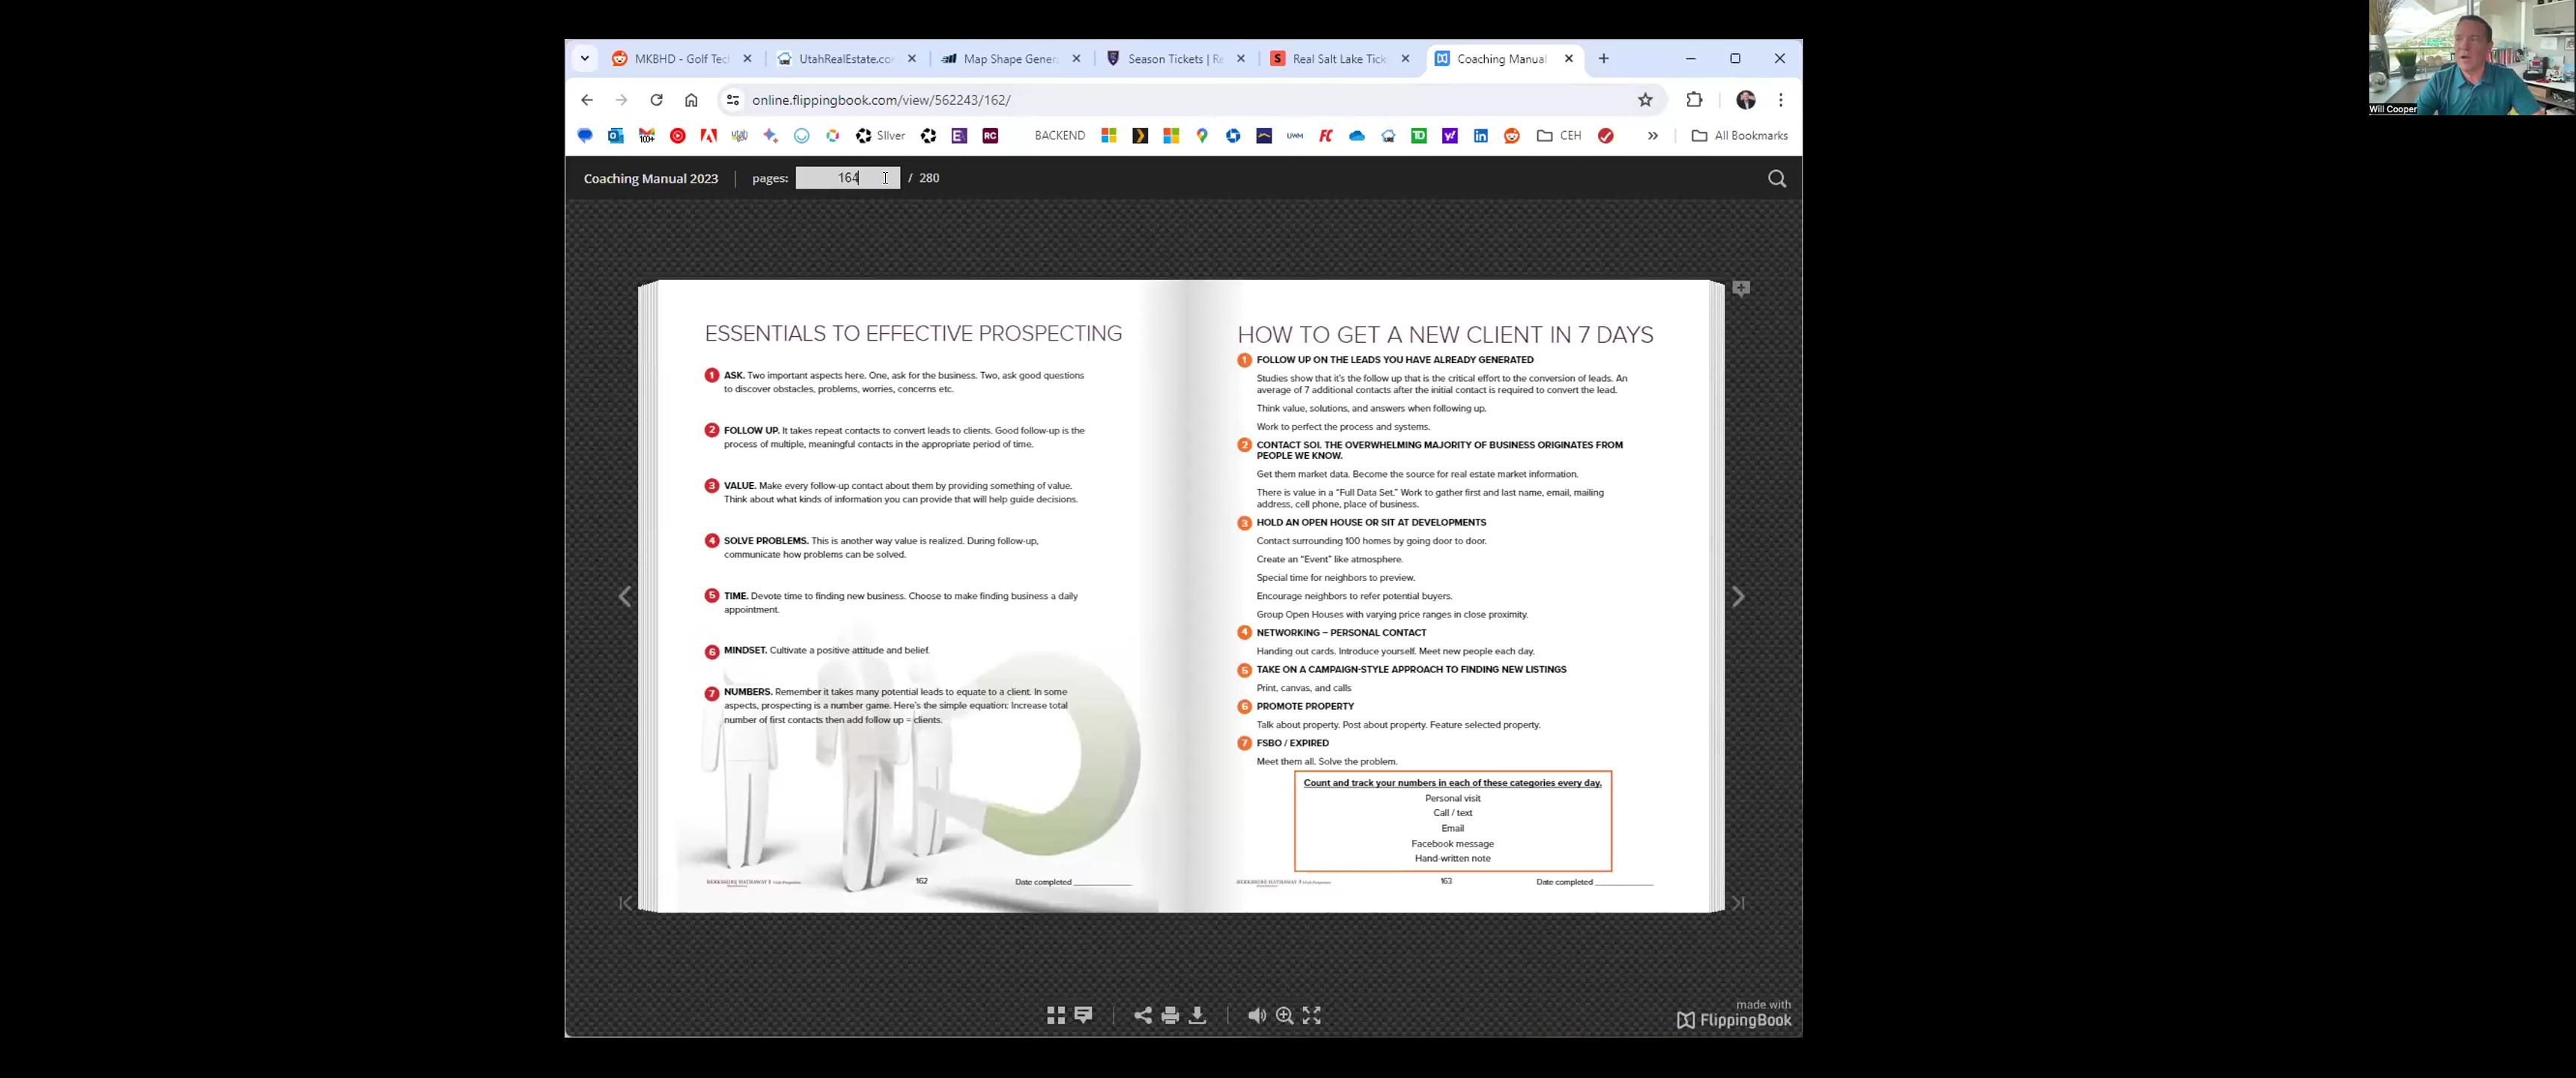 MKBHD - Golf Tec
UtahRealEstate.co
Map Shape Gener
Season Tickets | Re
Real Salt Lake Tick
Coaching Manual
online.flippingbook.com/view/562243/162/
SIlver
BACKEND
CEH
All Bookmarks
Coaching Manual 2023 | pages: 164 / 280
Will Cooper
ESSENTIALS TO EFFECTIVE PROSPECTING
1 ASK. Two important aspects here. One, ask for the business. Two, ask good questions
to discover obstacles, problems, worries, concerns etc.
2 FOLLOW UP. It takes repeat contacts to convert leads to clients. Good follow-up is the
process of multiple, meaningful contacts in the appropriate period of time.
3 VALUE. Make every follow-up contact about them by providing something of value.
Think about what kinds of information you can provide that will help guide decisions.
4 SOLVE PROBLEMS. This is another way value is realized. During follow-up,
communicate how problems can be solved.
5 TIME. Devote time to finding new business. Choose to make finding business a daily
appointment.
6 MINDSET. Cultivate a positive attitude and belief.
7 NUMBERS. Remember it takes many potential leads to equate to a client. In some
aspects, prospecting is a number game. Here's the simple equation: Increase total
number of first contacts then add follow up = clients.
BERKSHIRE HATHAWAY
162
Date completed
HOW TO GET A NEW CLIENT IN 7 DAYS
1 FOLLOW UP ON THE LEADS YOU HAVE ALREADY GENERATED
Studies show that it's the follow up that is the critical effort to the conversion of leads. An
average of 7 additional contacts after the initial contact is required to convert the lead.
Think value, solutions, and answers when following up.
Work to perfect the process and systems.
2 CONTACT SOI. THE OVERWHELMING MAJORITY OF BUSINESS ORIGINATES FROM
PEOPLE WE KNOW.
Get them market data. Become the source for real estate market information.
There is value in a "Full Data Set." Work to gather first and last name, email, mailing
address, cell phone, place of business.
3 HOLD AN OPEN HOUSE OR SIT AT DEVELOPMENTS
Contact surrounding 100 homes by going door to door.
Create an "Event" like atmosphere.
Special time for neighbors to preview.
Encourage neighbors to refer potential buyers.
Group Open Houses with varying price ranges in close proximity.
4 NETWORKING – PERSONAL CONTACT
Handing out cards. Introduce yourself. Meet new people each day.
5 TAKE ON A CAMPAIGN-STYLE APPROACH TO FINDING NEW LISTINGS
Print, canvas, and calls
6 PROMOTE PROPERTY
Talk about property. Post about property. Feature selected property.
7 FSBO / EXPIRED
Meet them all. Solve the problem.
Count and track your numbers in each of these categories every day.
Personal visit
Call / text
Email
Facebook message
Hand-written note
BERKSHIRE HATHAWAY
163
Date completed
made with
FlippingBook